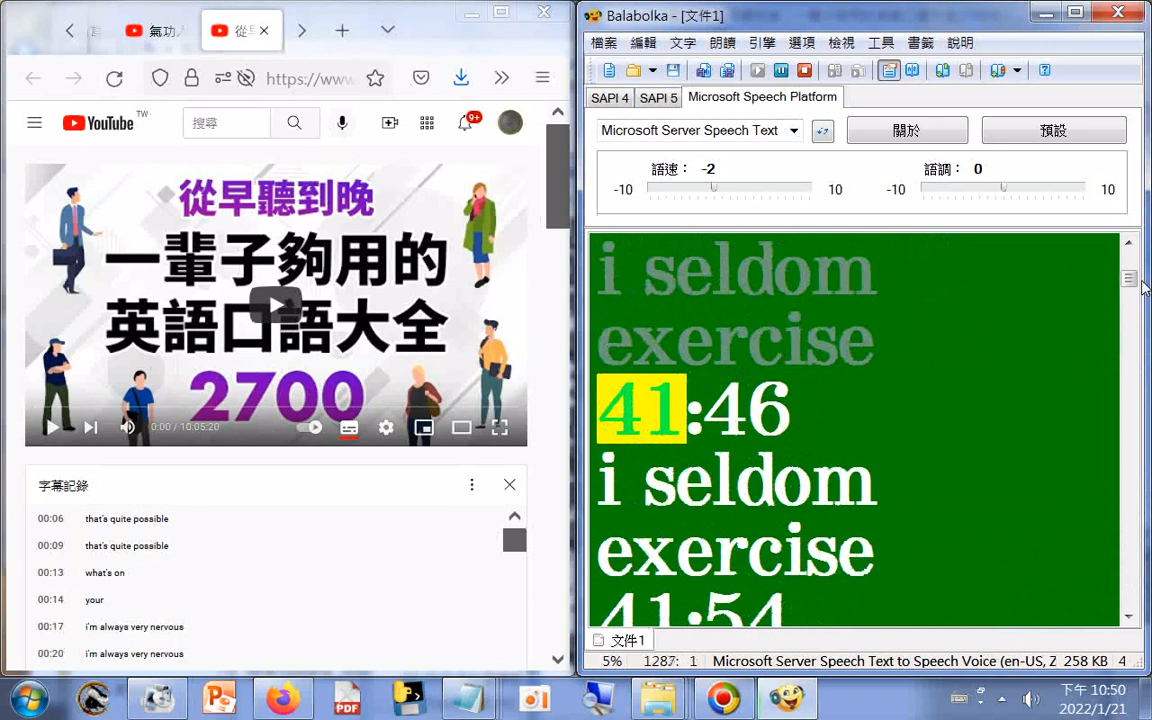 氣功
從
https://www
YouTube TW
搜尋
9+
從早聽到晚
一輩子夠用的
英語口語大全
2700
0:00 / 10:05:20
字幕記錄
00:06 that's quite possible
00:09 that's quite possible
00:13 what's on
00:14 your
00:17 i'm always very nervous
00:20 i'm always very nervous
Balabolka - [文件1]
檔案 編輯 文字 朗讀 引擎 選項 檢視 工具 書籤 說明
SAPI 4 SAPI 5 Microsoft Speech Platform
Microsoft Server Speech Text 關於 預設
語速： -2 語調： 0
-10 10 -10 10
i seldom
exercise
41:46
i seldom
exercise
41:54
文件1
5% 1287: 1 Microsoft Server Speech Text to Speech Voice (en-US, Z 258 KB 4
PDF
下午 10:50
2022/1/21